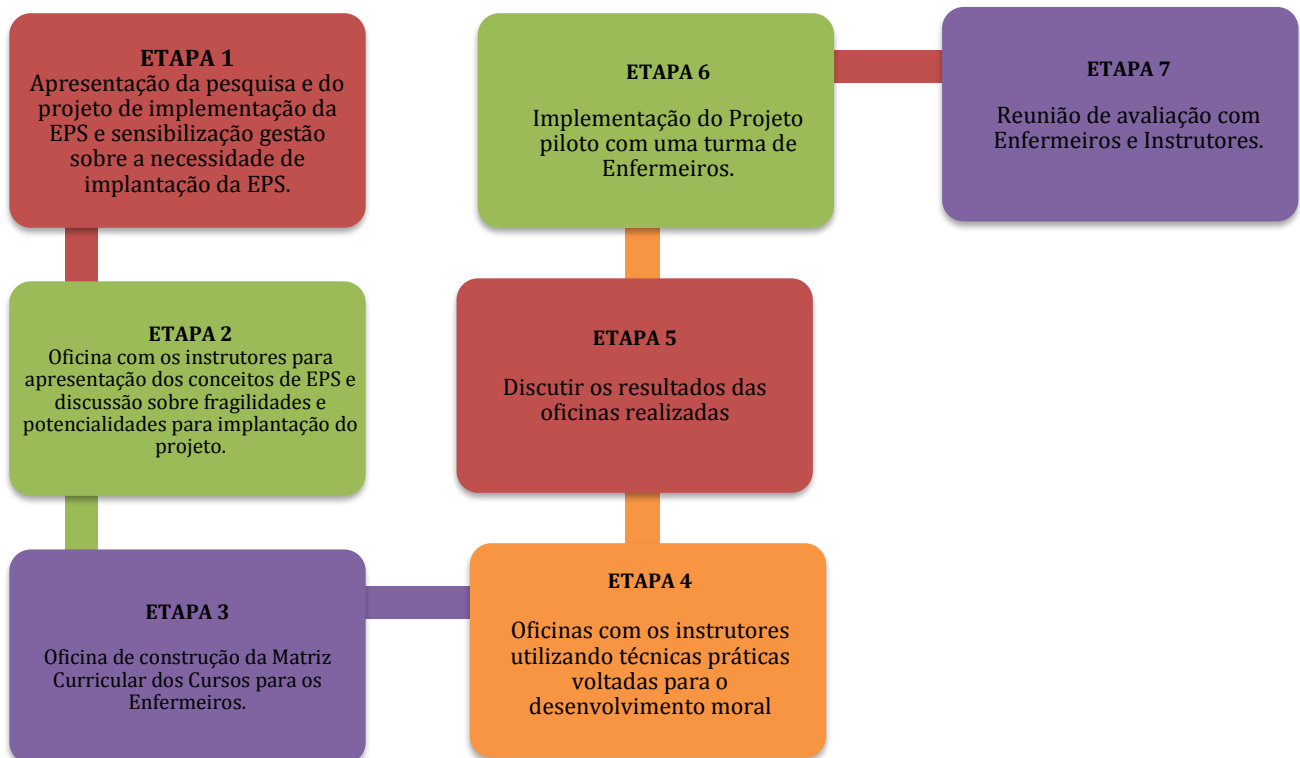 ETAPA 1
Apresentação da pesquisa e do
projeto de implementação da
EPS e sensibilização gestão
sobre a necessidade de
implantação da EPS.
ETAPA 2
Oficina com os instrutores para
apresentação dos conceitos de EPS e
discussão sobre fragilidades e
potencialidades para implantação do
projeto.
ETAPA 3
Oficina de construção da Matriz
Curricular dos Cursos para os
Enfermeiros.
ETAPA 4
Oficinas com os instrutores
utilizando técnicas práticas
voltadas para o
desenvolvimento moral
ETAPA 5
Discutir os resultados das
oficinas realizadas
ETAPA 6
Implementação do Projeto
piloto com uma turma de
Enfermeiros.
ETAPA 7
Reunião de avaliação com
Enfermeiros e Instrutores.